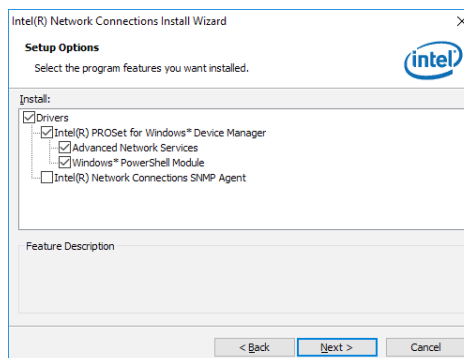 Intel(R) Network Connections Install Wizard
Setup Options
Select the program features you want installed.
intel
Install:
Drivers
Intel(R) PROSet for Windows* Device Manager
Advanced Network Services
Windows* PowerShell Module
Intel(R) Network Connections SNMP Agent
Feature Description
< Back
Next >
Cancel